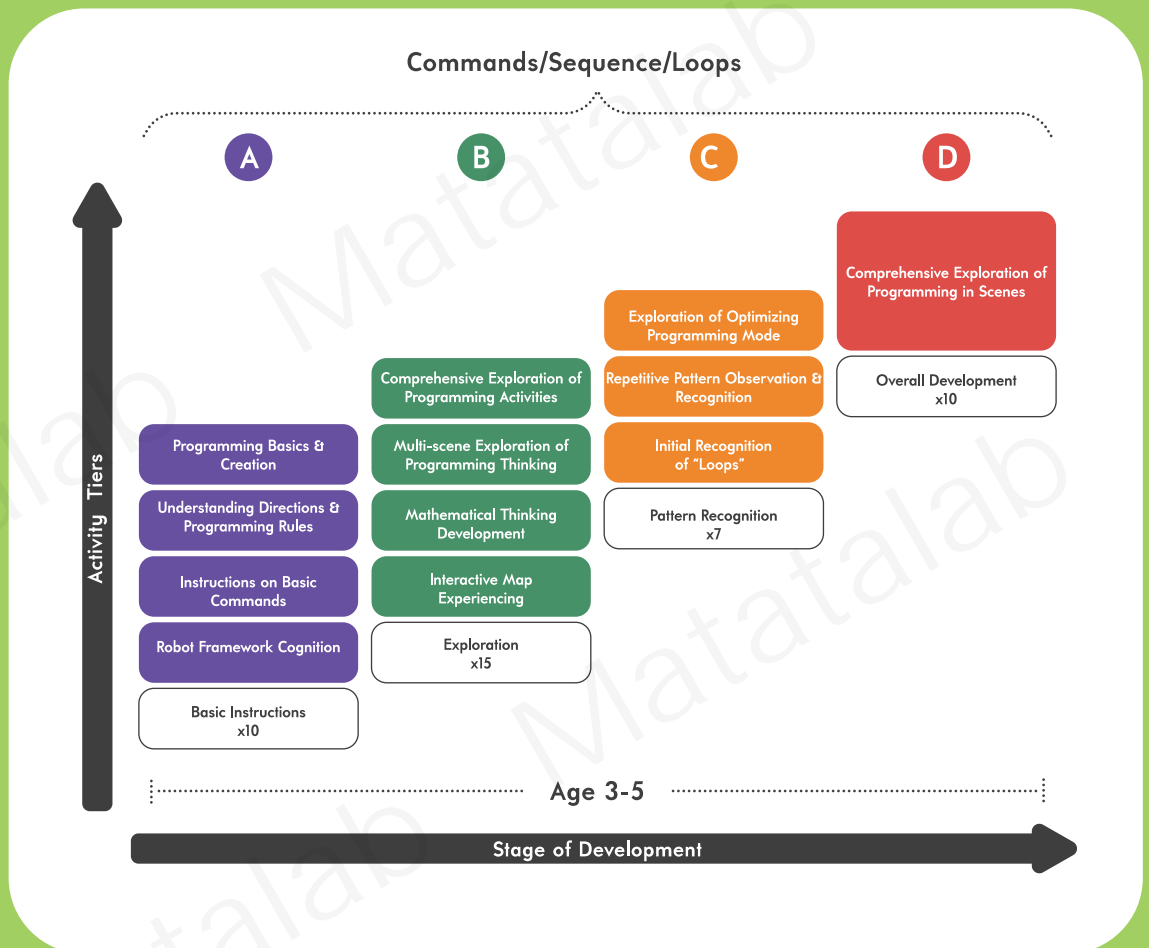 Commands/Sequence/Loops
A
B
C
D
Activity Tiers
Programming Basics &
Creation
Understanding Directions &
Programming Rules
Instructions on Basic
Commands
Robot Framework Cognition
Basic Instructions
x10
Comprehensive Exploration of
Programming Activities
Multi-scene Exploration of
Programming Thinking
Mathematical Thinking
Development
Interactive Map
Experiencing
Exploration
x15
Exploration of Optimizing
Programming Mode
Repetitive Pattern Observation &
Recognition
Initial Recognition
of “Loops”
Pattern Recognition
x7
Comprehensive Exploration of
Programming in Scenes
Overall Development
x10
Age 3-5
Stage of Development
Matatalab
Matatalab
alab
atalab